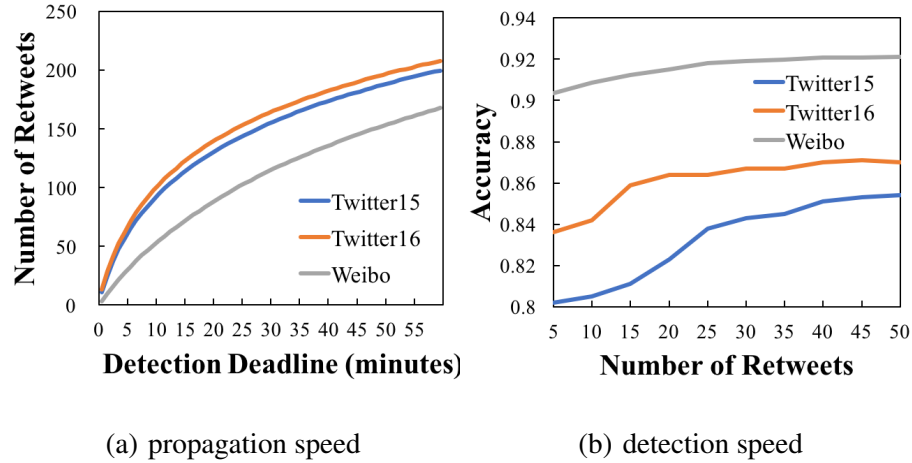 250
200
150
100
50
0
Number of Retweets
Twitter15
Twitter16
Weibo
0 5 10 15 20 25 30 35 40 45 50 55
Detection Deadline (minutes)
(a) propagation speed
0.94
0.92
0.9
0.88
0.86
0.84
0.82
0.8
Accuracy
Twitter15
Twitter16
Weibo
5 10 15 20 25 30 35 40 45 50
Number of Retweets
(b) detection speed